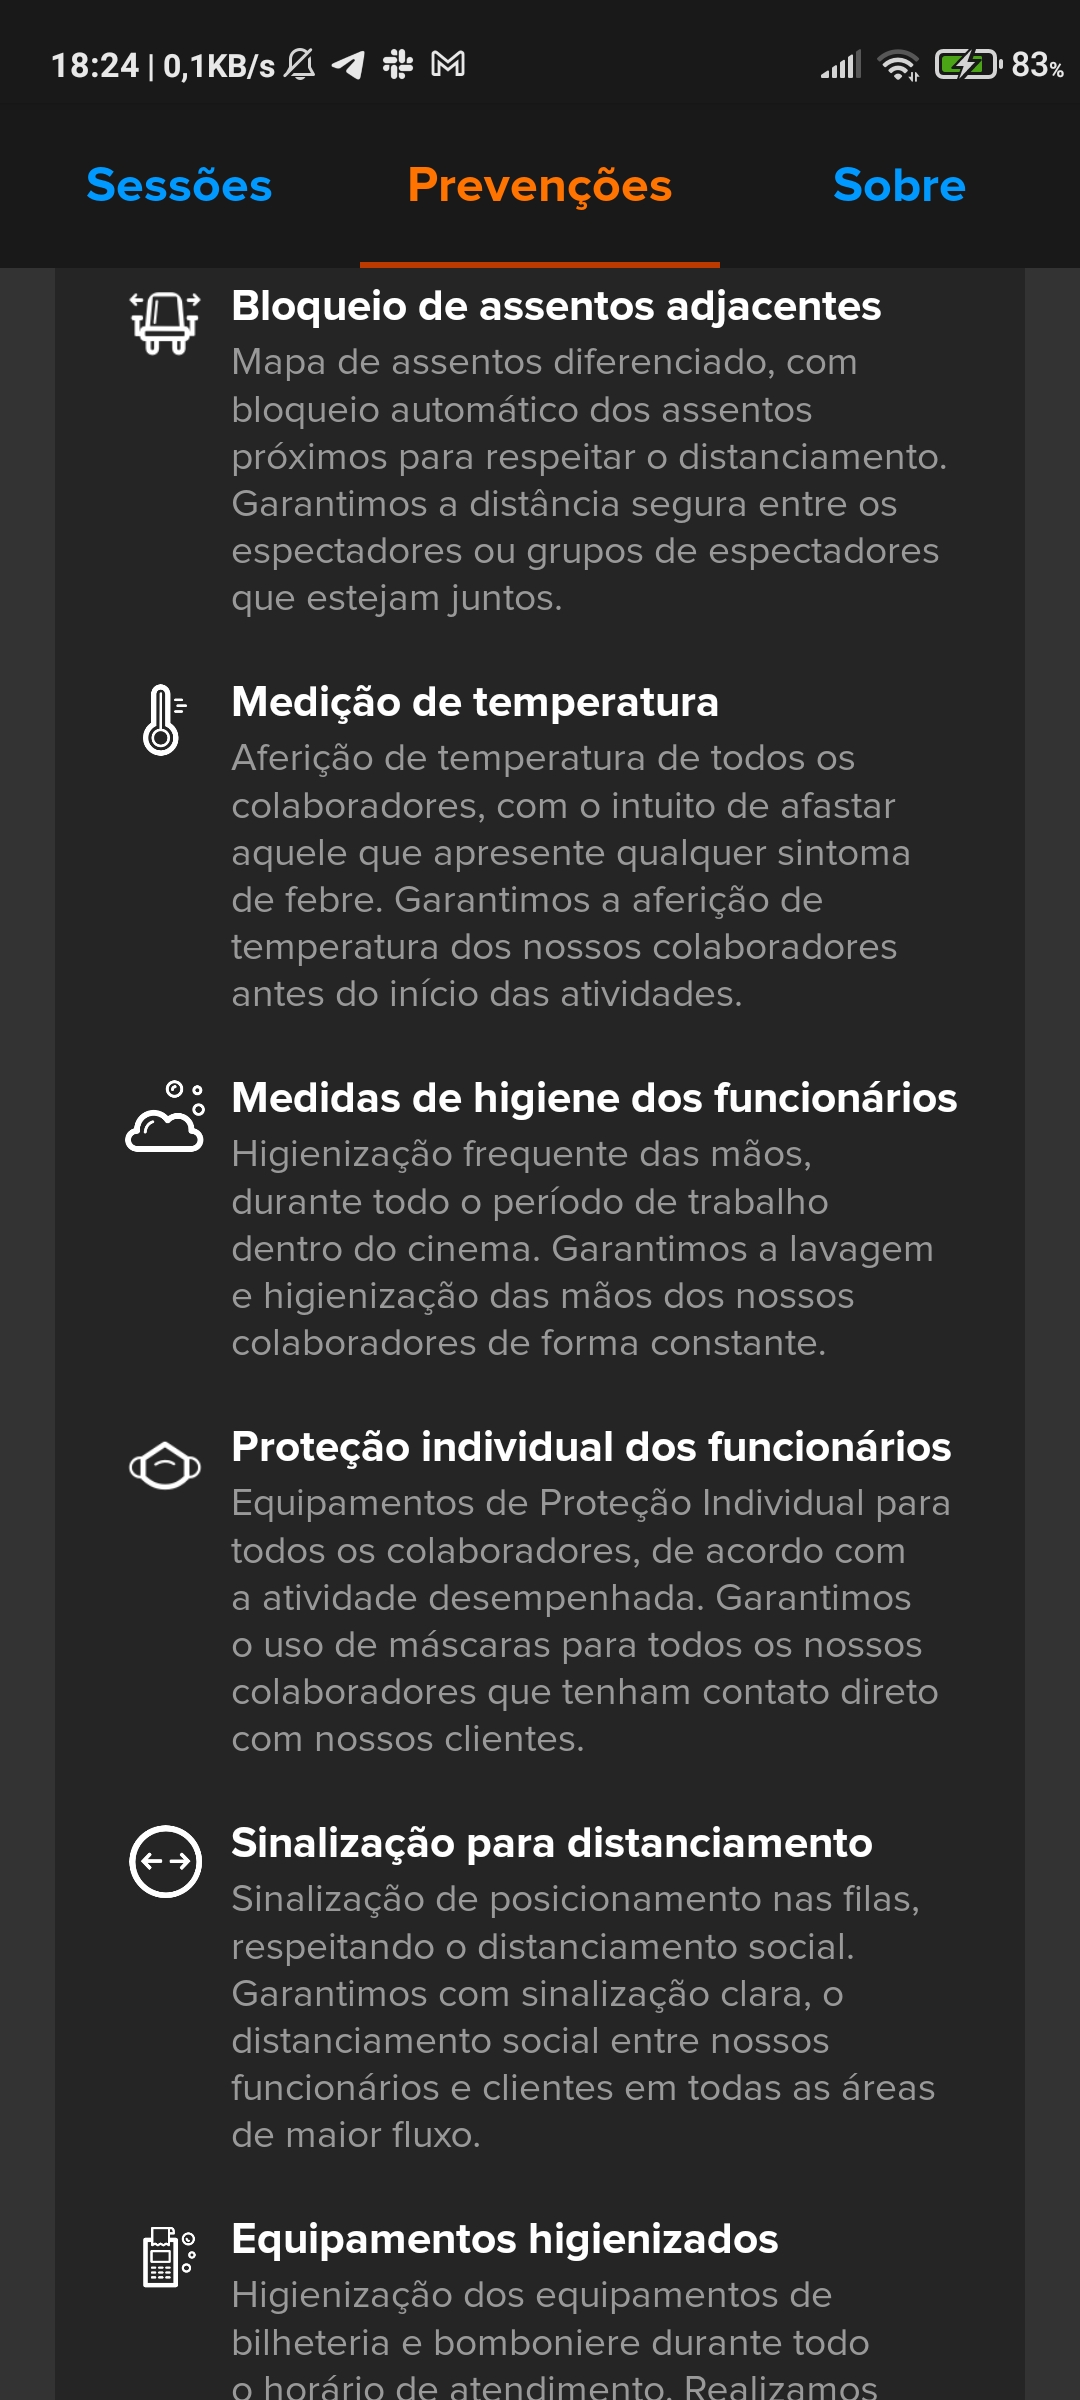 18:24 | 0,1KB/s 83%
Sessões Prevenções Sobre
Bloqueio de assentos adjacentes
Mapa de assentos diferenciado, com
bloqueio automático dos assentos
próximos para respeitar o distanciamento.
Garantimos a distância segura entre os
espectadores ou grupos de espectadores
que estejam juntos.
Medição de temperatura
Aferição de temperatura de todos os
colaboradores, com o intuito de afastar
aquele que apresente qualquer sintoma
de febre. Garantimos a aferição de
temperatura dos nossos colaboradores
antes do início das atividades.
Medidas de higiene dos funcionários
Higienização frequente das mãos,
durante todo o período de trabalho
dentro do cinema. Garantimos a lavagem
e higienização das mãos dos nossos
colaboradores de forma constante.
Proteção individual dos funcionários
Equipamentos de Proteção Individual para
todos os colaboradores, de acordo com
a atividade desempenhada. Garantimos
o uso de máscaras para todos os nossos
colaboradores que tenham contato direto
com nossos clientes.
Sinalização para distanciamento
Sinalização de posicionamento nas filas,
respeitando o distanciamento social.
Garantimos com sinalização clara, o
distanciamento social entre nossos
funcionários e clientes em todas as áreas
de maior fluxo.
Equipamentos higienizados
Higienização dos equipamentos de
bilheteria e bomboniere durante todo
o horário de atendimento. Realizamos